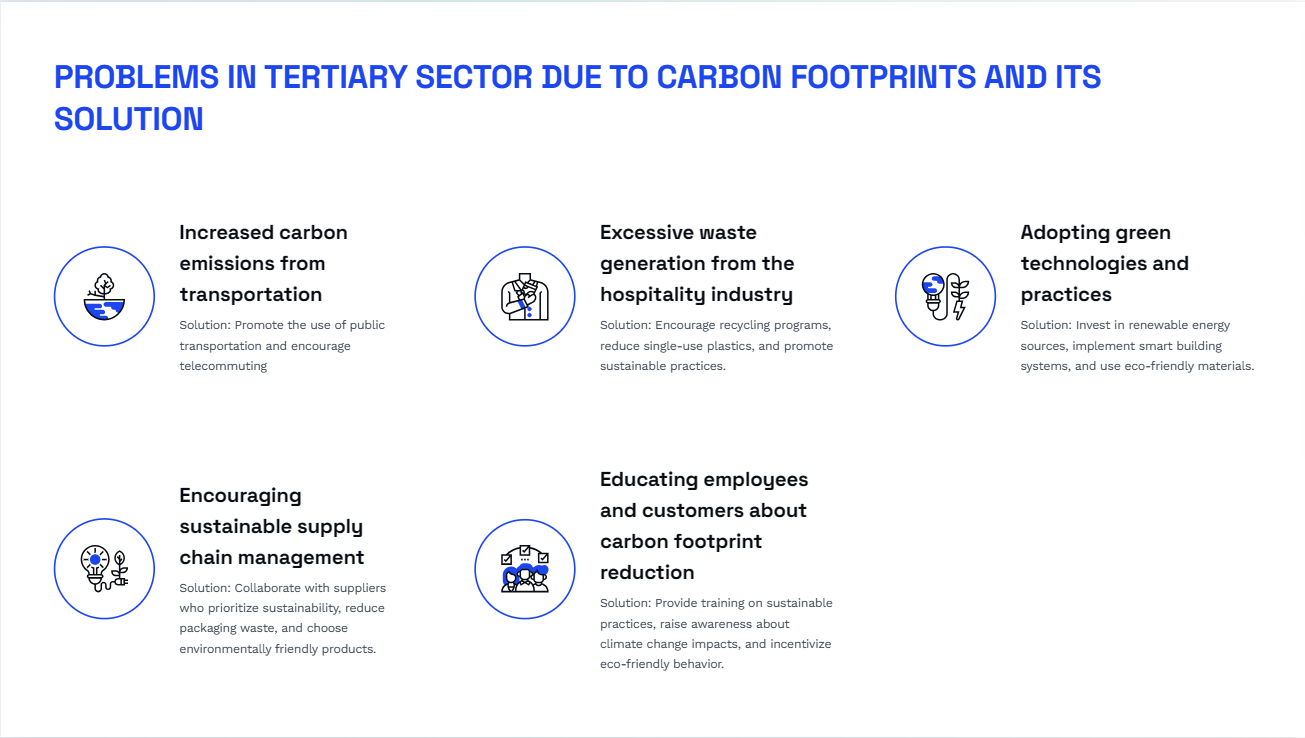 PROBLEMS IN TERTIARY SECTOR DUE TO CARBON FOOTPRINTS AND ITS
SOLUTION
Increased carbon
emissions from
transportation
Solution: Promote the use of public
transportation and encourage
telecommuting
Excessive waste
generation from the
hospitality industry
Solution: Encourage recycling programs,
reduce single-use plastics, and promote
sustainable practices.
Adopting green
technologies and
practices
Solution: Invest in renewable energy
sources, implement smart building
systems, and use eco-friendly materials.
Encouraging
sustainable supply
chain management
Solution: Collaborate with suppliers
who prioritize sustainability, reduce
packaging waste, and choose
environmentally friendly products.
Educating employees
and customers about
carbon footprint
reduction
Solution: Provide training on sustainable
practices, raise awareness about
climate change impacts, and incentivize
eco-friendly behavior.